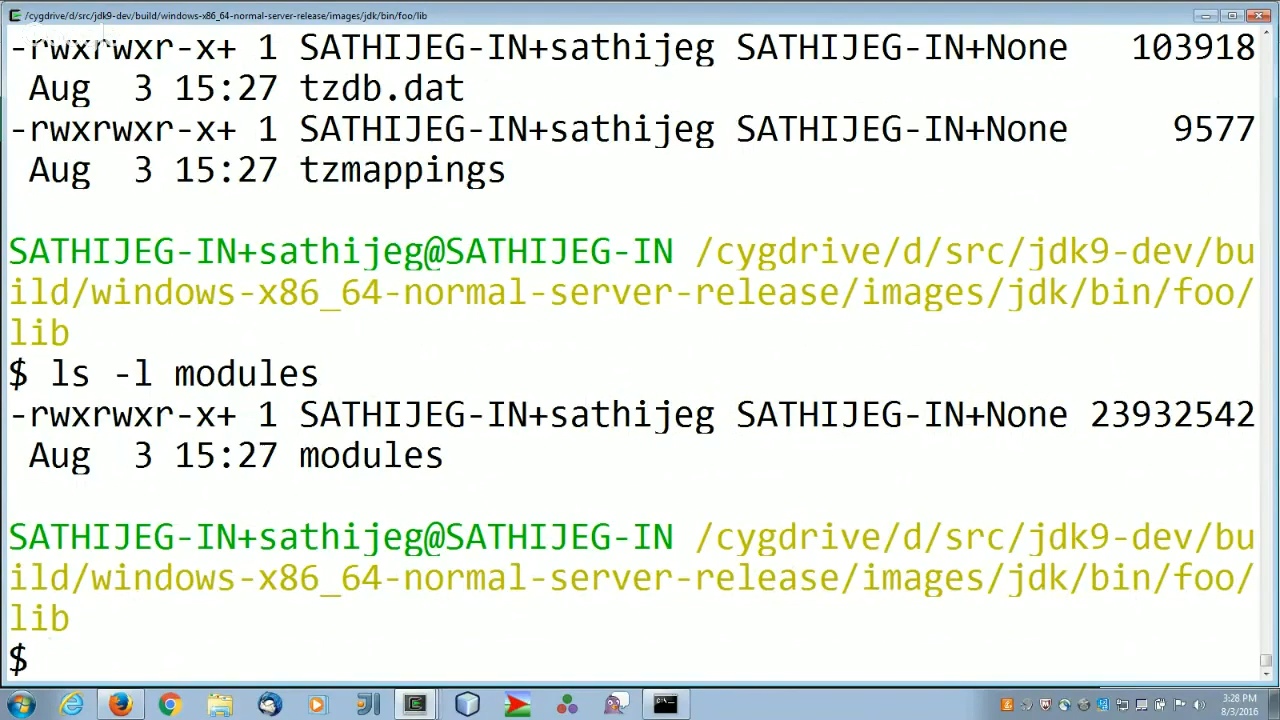 /cygdrive/d/src/jdk9-dev/build/windows-x86_64-normal-server-release/images/jdk/bin/foo/lib
-rwxrwxr-x+ 1 SATHIJEG-IN+sathijeg SATHIJEG-IN+None   103918
 Aug  3 15:27 tzdb.dat
-rwxrwxr-x+ 1 SATHIJEG-IN+sathijeg SATHIJEG-IN+None     9577
 Aug  3 15:27 tzmappings
SATHIJEG-IN+sathijeg@SATHIJEG-IN /cygdrive/d/src/jdk9-dev/bu
ild/windows-x86_64-normal-server-release/images/jdk/bin/foo/
lib
$ ls -l modules
-rwxrwxr-x+ 1 SATHIJEG-IN+sathijeg SATHIJEG-IN+None 23932542
 Aug  3 15:27 modules
SATHIJEG-IN+sathijeg@SATHIJEG-IN /cygdrive/d/src/jdk9-dev/bu
ild/windows-x86_64-normal-server-release/images/jdk/bin/foo/
lib
$
3:28 PM
8/3/2016